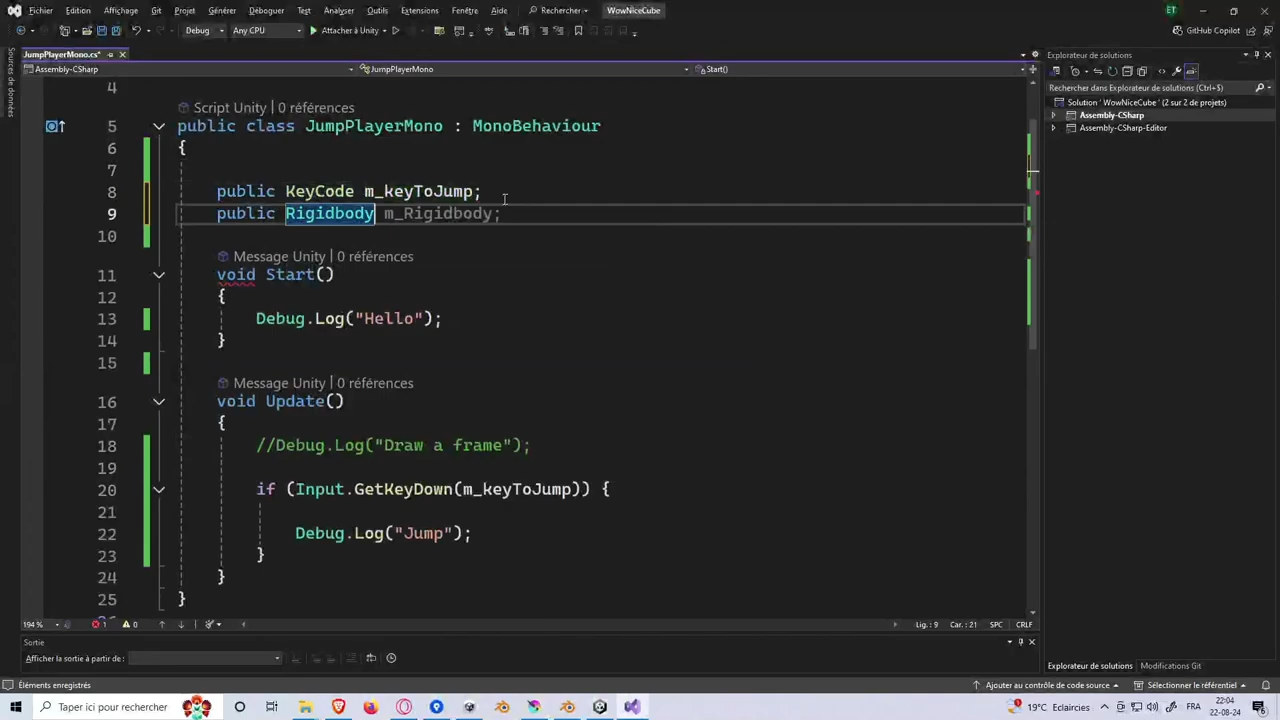 Fichier Edition Affichage Git Projet Générer Déboguer Test Analyser Outils Extensions Fenêtre Aide Rechercher WowNiceCube ET
Debug Any CPU Attacher à Unity GitHub Copilot
Sources de données
JumpPlayerMono.cs*
Assembly-CSharp JumpPlayerMono Start()
4
Script Unity | 0 références
5 public class JumpPlayerMono : MonoBehaviour
6 {
7
8 public KeyCode m_keyToJump;
9 public Rigidbody m_Rigidbody;
10
Message Unity | 0 références
11 void Start()
12 {
13 Debug.Log("Hello");
14 }
15
Message Unity | 0 références
16 void Update()
17 {
18 //Debug.Log("Draw a frame");
19
20 if (Input.GetKeyDown(m_keyToJump)) {
21
22 Debug.Log("Jump");
23 }
24 }
25 }
194 % 1 0 Lig : 9 Car. : 21 SPC CRLF
Sortie
Afficher la sortie à partir de :
Explorateur de solutions
Rechercher dans Explorateur de solutions (Ctrl+$)
Solution 'WowNiceCube' (2 sur 2 de projets)
Assembly-CSharp
Assembly-CSharp-Editor
Explorateur de solutions Modifications Git
Éléments enregistrés Ajouter au contrôle de code source Sélectionner le référentiel
Taper ici pour rechercher 19°C Éclaircies FRA 22:04
22-08-24